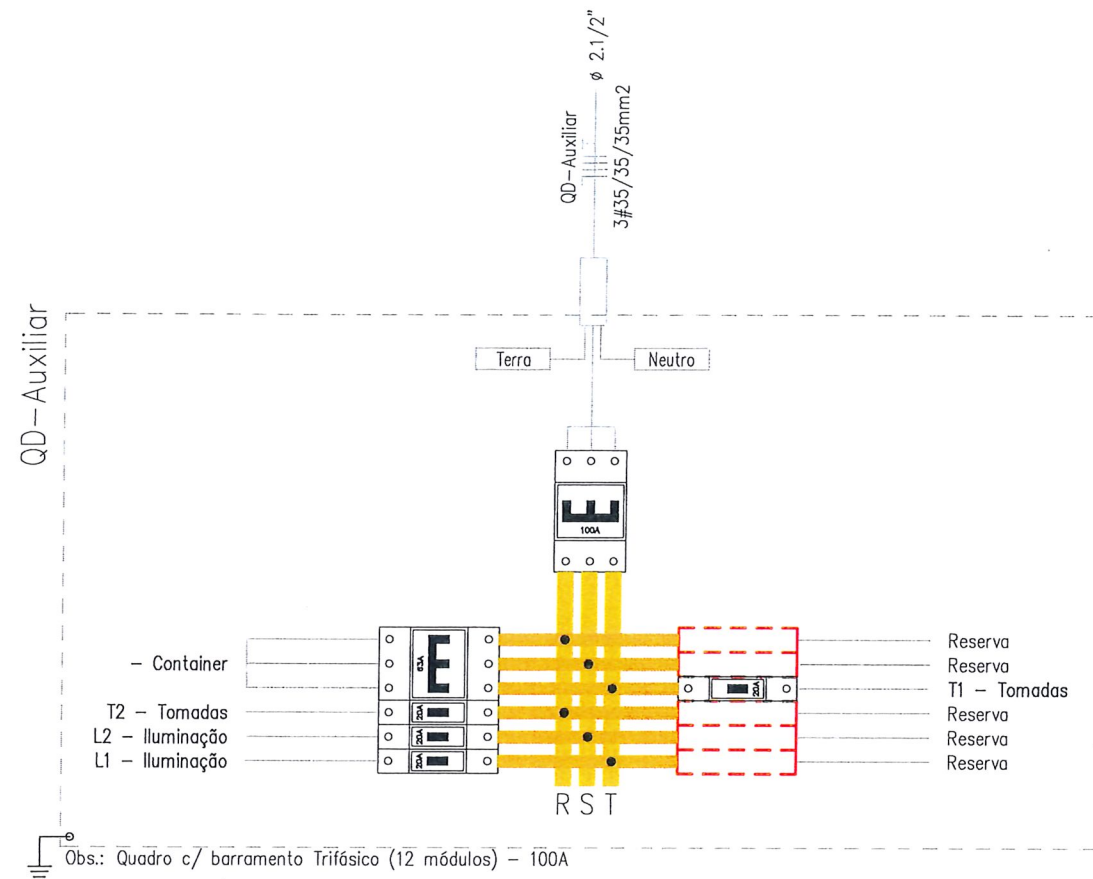 ø 2.1/2"
QD-Auxiliar
3#35/35/35mm2
QD-Auxiliar
Terra
Neutro
100A
63A
- Container
Reserva
Reserva
20A
T1 - Tomadas
T2 - Tomadas
20A
Reserva
L2 - Iluminação
20A
Reserva
L1 - Iluminação
20A
Reserva
R S T
Obs.: Quadro c/ barramento Trifásico (12 módulos) - 100A